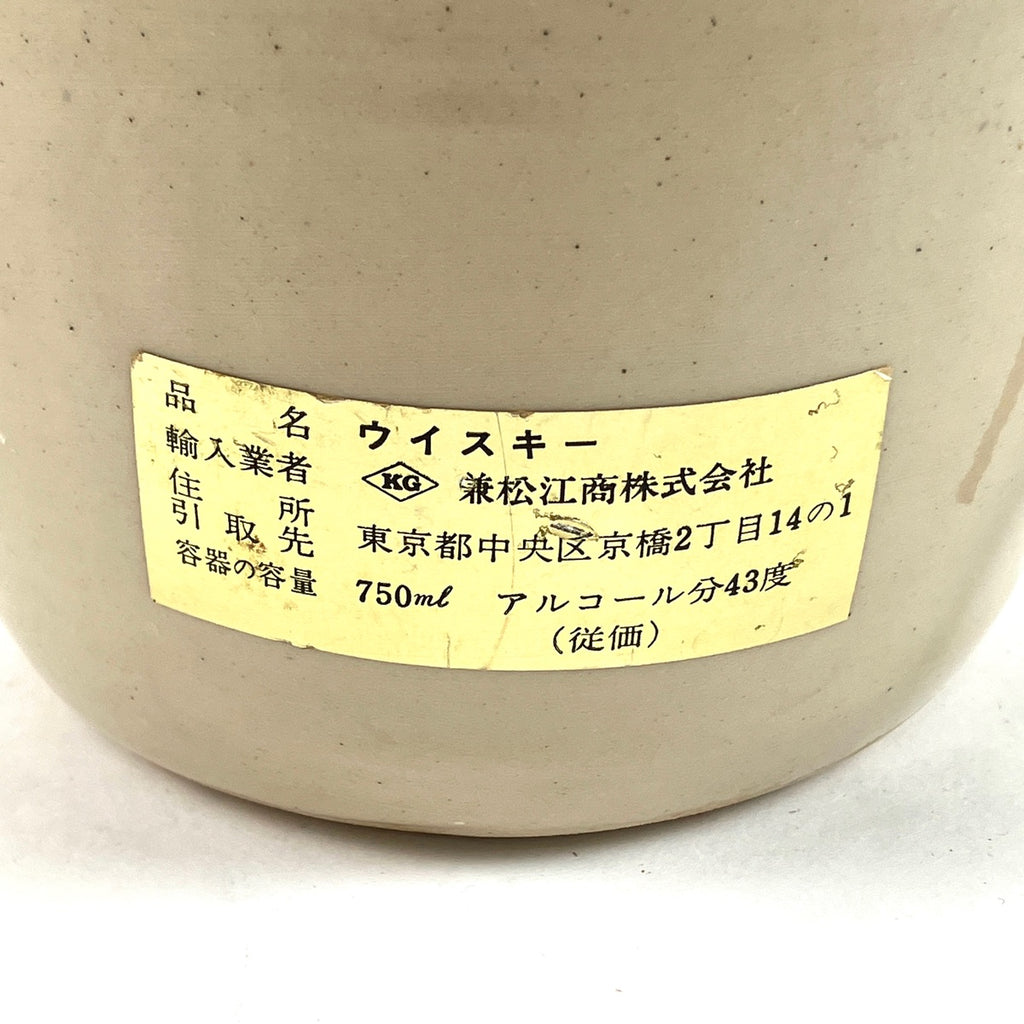 品名 ウイスキー
輸入業者 KG 兼松江商株式会社
住所
引取先 東京都中央区京橋2丁目14の1
容器の容量 750ml アルコール分43度
(従価)